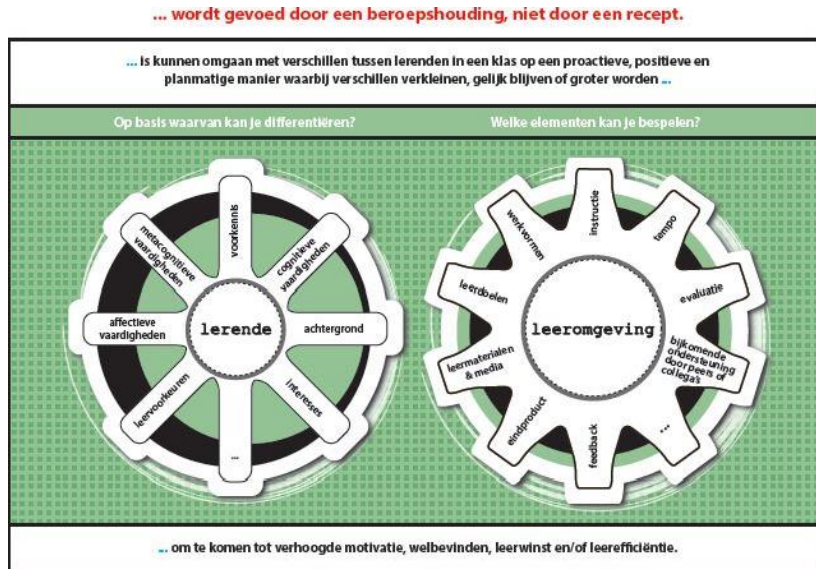 ... wordt gevoed door een beroepshouding, niet door een recept.
... is kunnen omgaan met verschillen tussen lerenden in een klas op een proactieve, positieve en
planmatige manier waarbij verschillen verkleinen, gelijk blijven of groter worden ...
Op basis waarvan kan je differentiëren?
Welke elementen kan je bespelen?
voorkennis
cognitieve
vaardigheden
achtergrond
interesses
...
leervoorkeuren
affectieve
vaardigheden
metacognitieve
vaardigheden
lerende
instructie
tempo
evaluatie
bijkomende
ondersteuning
door peers of
collega's
...
feedback
eindproduct
leermaterialen
& media
leerdoelen
werkvormen
leeromgeving
... om te komen tot verhoogde motivatie, welbevinden, leerwinst en/of leerefficiëntie.